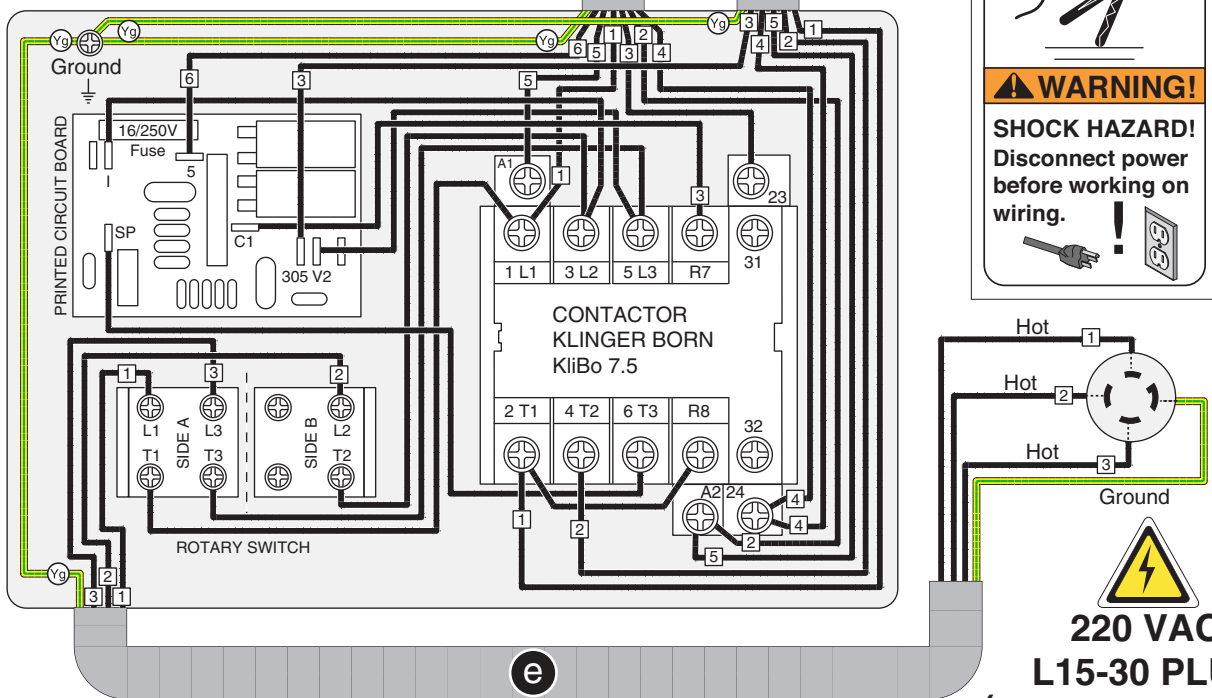 3 5 1
4 2
Yg
Yg Yg Yg
1 2
6 5 3 4
Ground
6
3
5
WARNING!
SHOCK HAZARD!
Disconnect power
before working on
wiring.
!
PRINTED CIRCUIT BOARD
16/250V
Fuse
I
5
SP
C1
305 V2
A1
1
3
23
1 L1 3 L2 5 L3 R7 31
CONTACTOR
KLINGER BORN
KliBo 7.5
2 T1 4 T2 6 T3 R8 32
A2 24
4
4
2
5
1
2
1 3 2
L1 L3 L2
SIDE A SIDE B
T1 T3 T2
ROTARY SWITCH
Yg
3 2 1
Hot 1
Hot 2
Hot 3
Ground
e
220 VAC